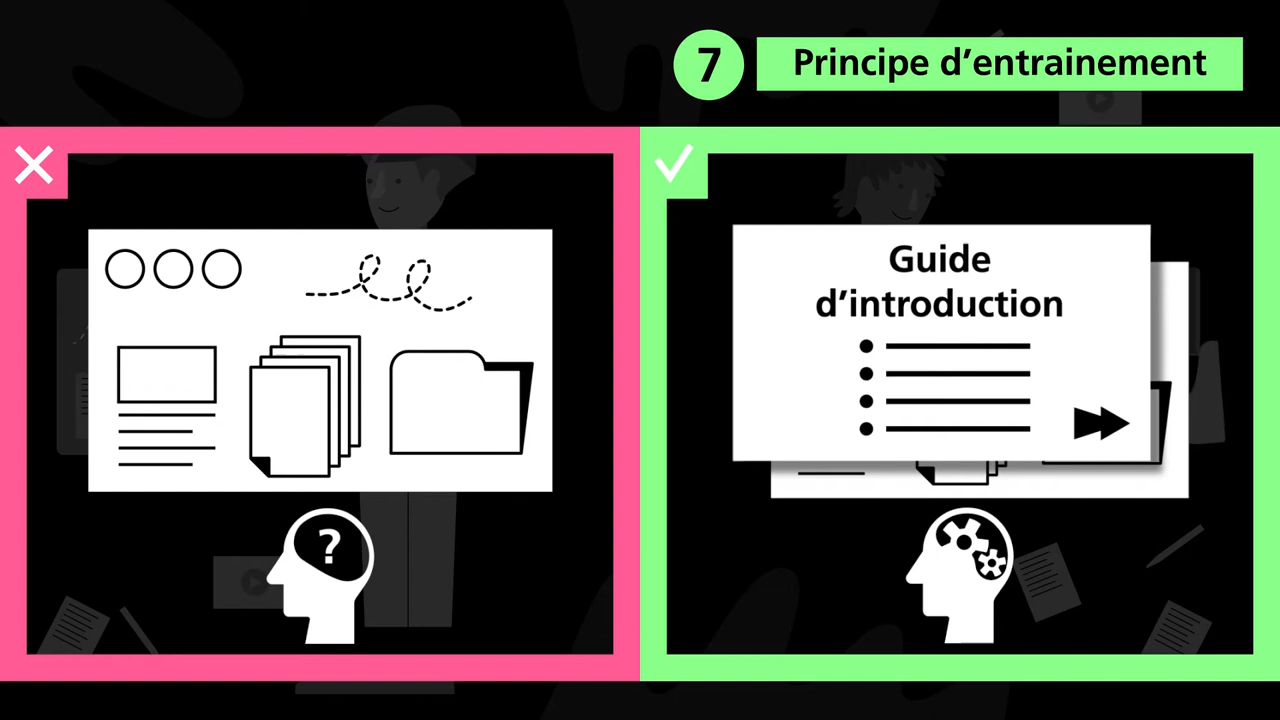 7
Principe d’entrainement
?
Guide
d’introduction